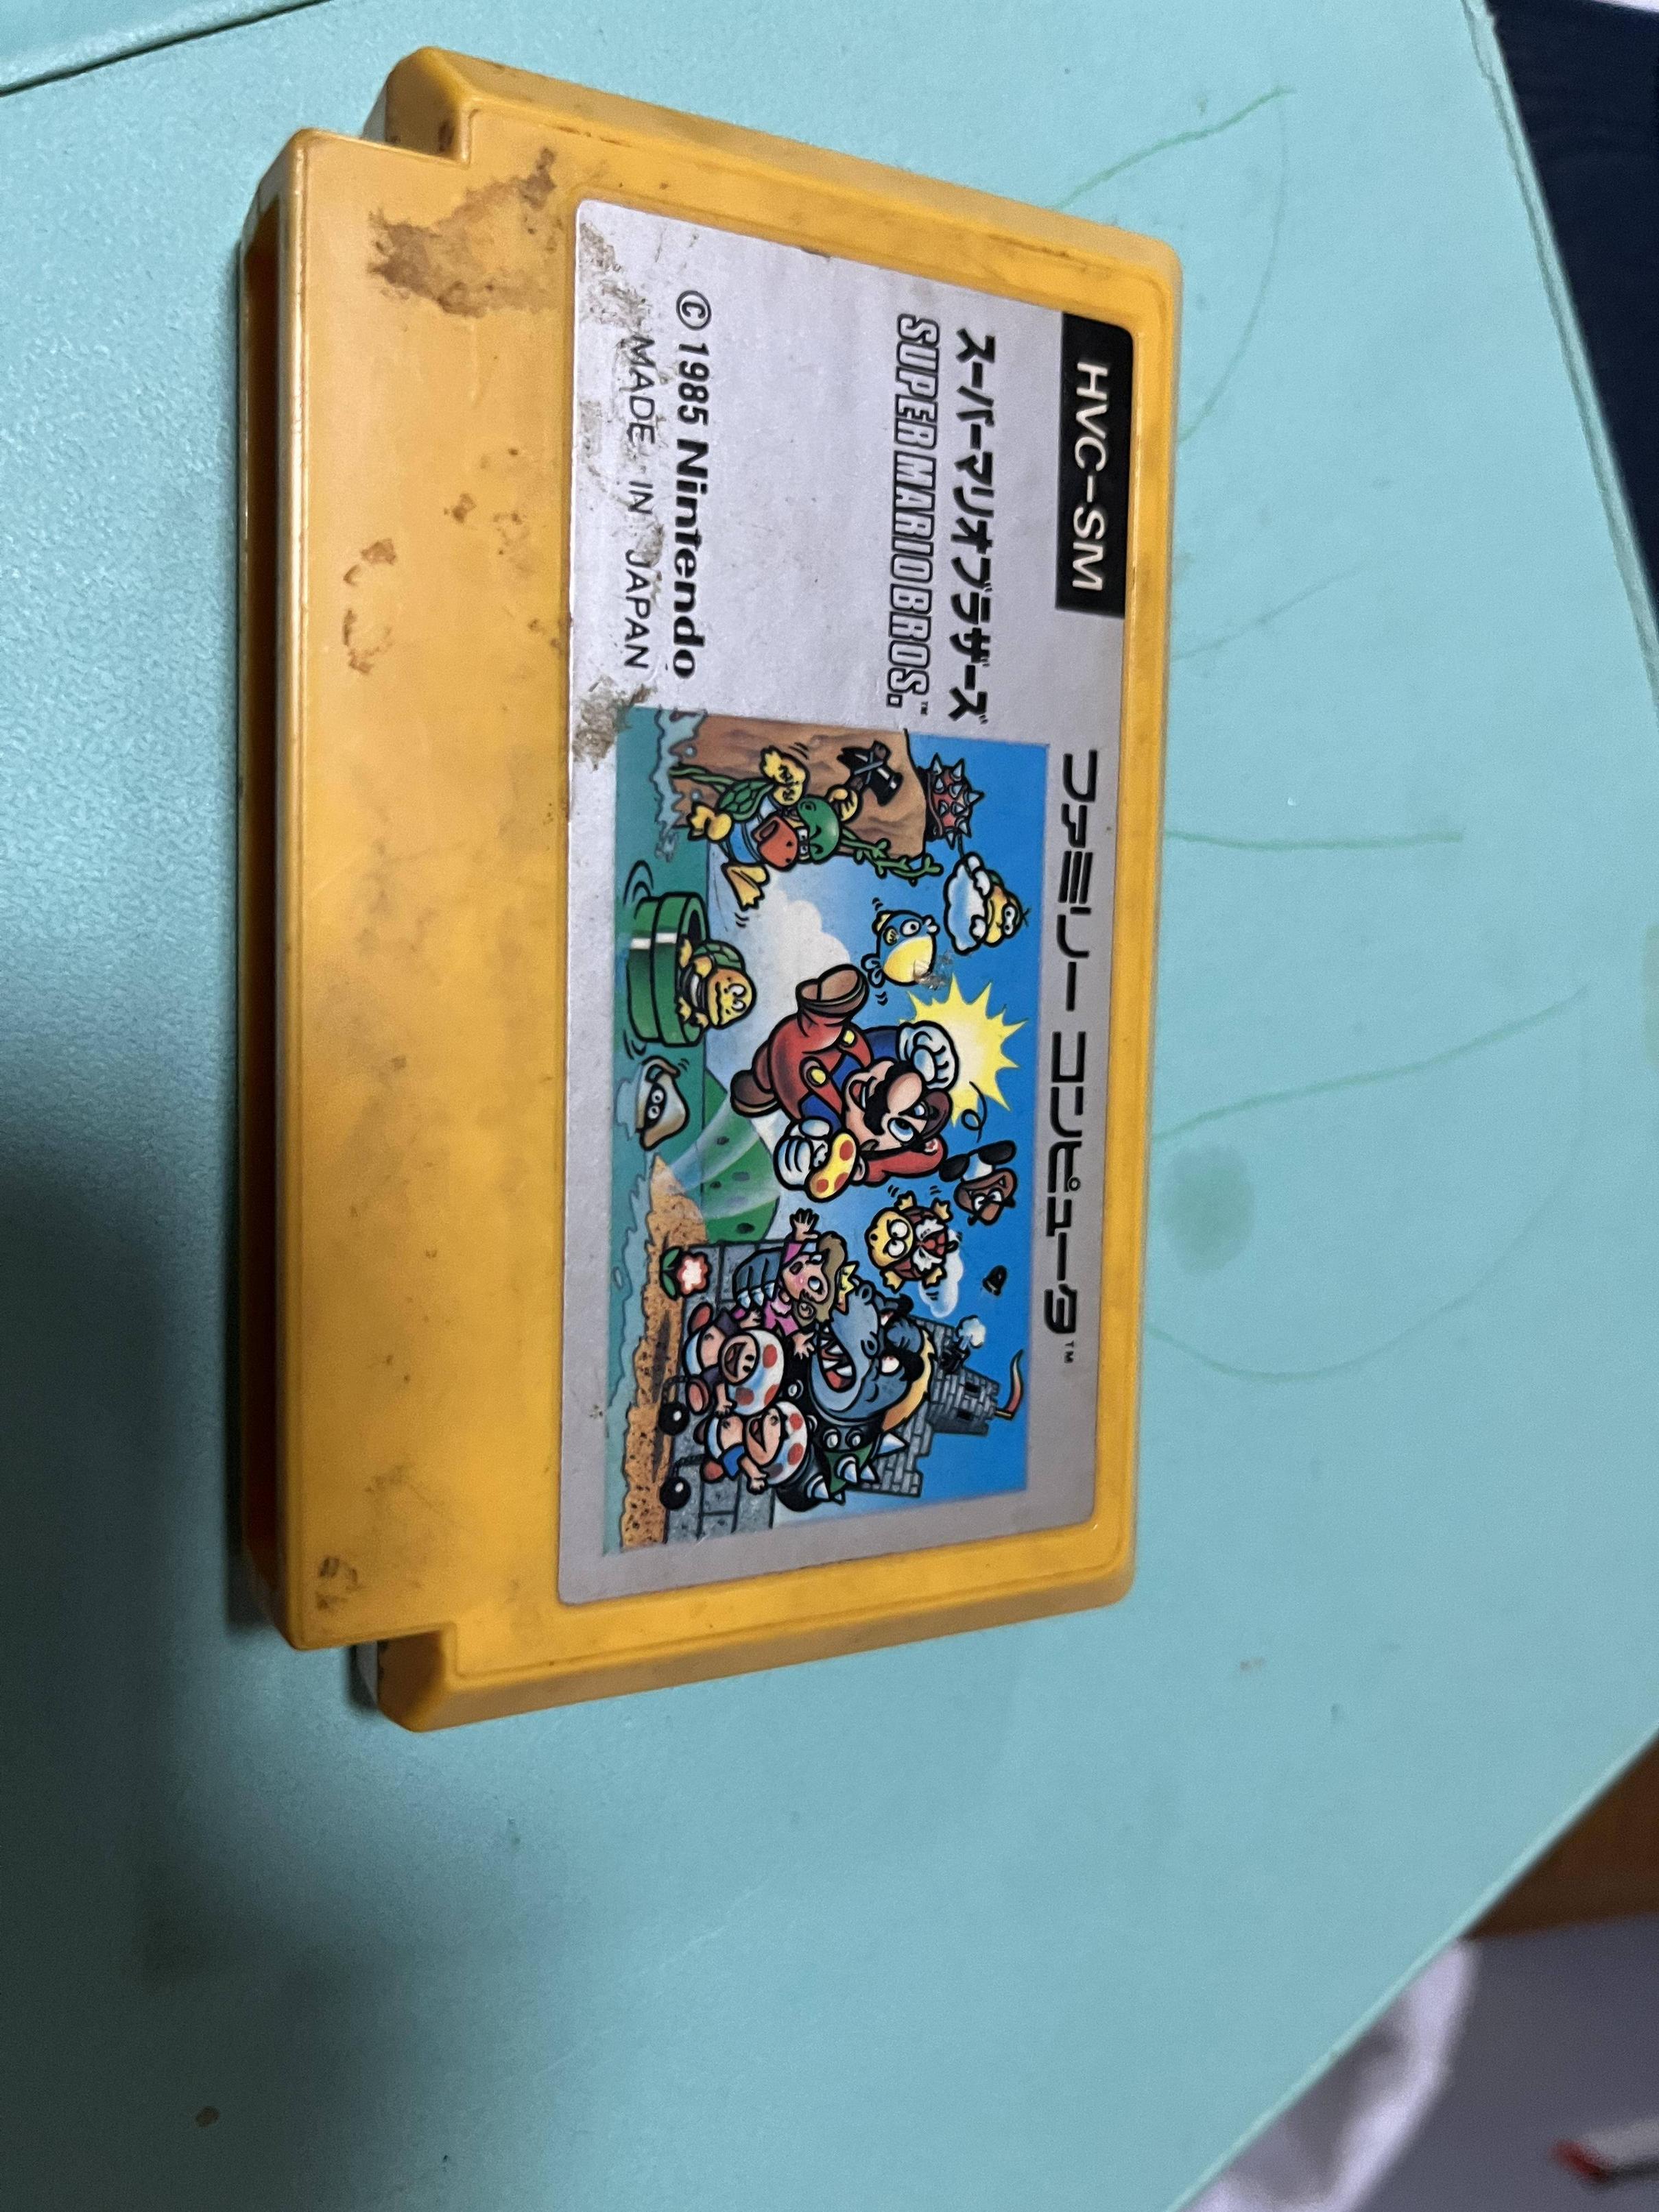 HVC-SM
ファミリー コンピュータ™
スーパーマリオブラザーズ
SUPER MARIO BROS.™
© 1985 Nintendo
MADE IN JAPAN